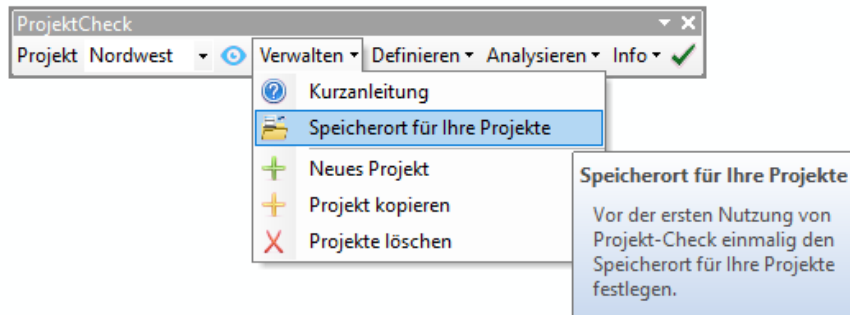 ProjektCheck
Projekt Nordwest Verwalten Definieren Analysieren Info
Kurzanleitung
Speicherort für Ihre Projekte
Neues Projekt
Projekt kopieren
Projekte löschen
Speicherort für Ihre Projekte
Vor der ersten Nutzung von
Projekt-Check einmalig den
Speicherort für Ihre Projekte
festlegen.